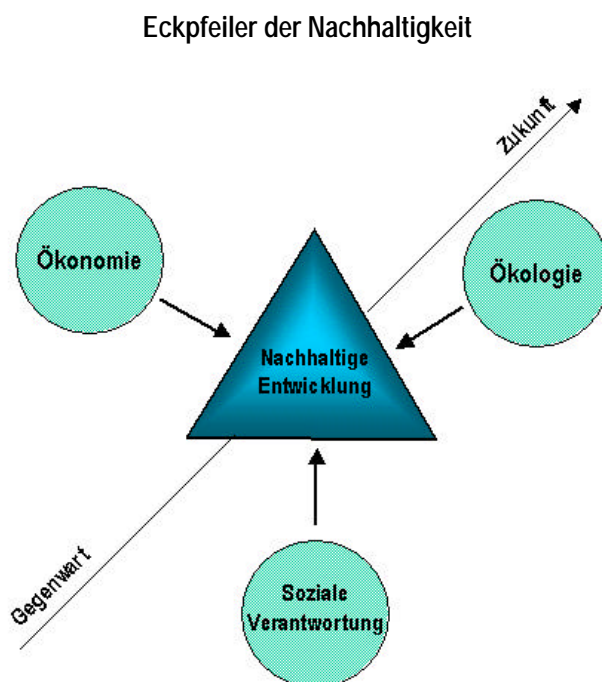 Eckpfeiler der Nachhaltigkeit
Zukunft
Ökonomie
Ökologie
Nachhaltige
Entwicklung
Gegenwart
Soziale
Verantwortung